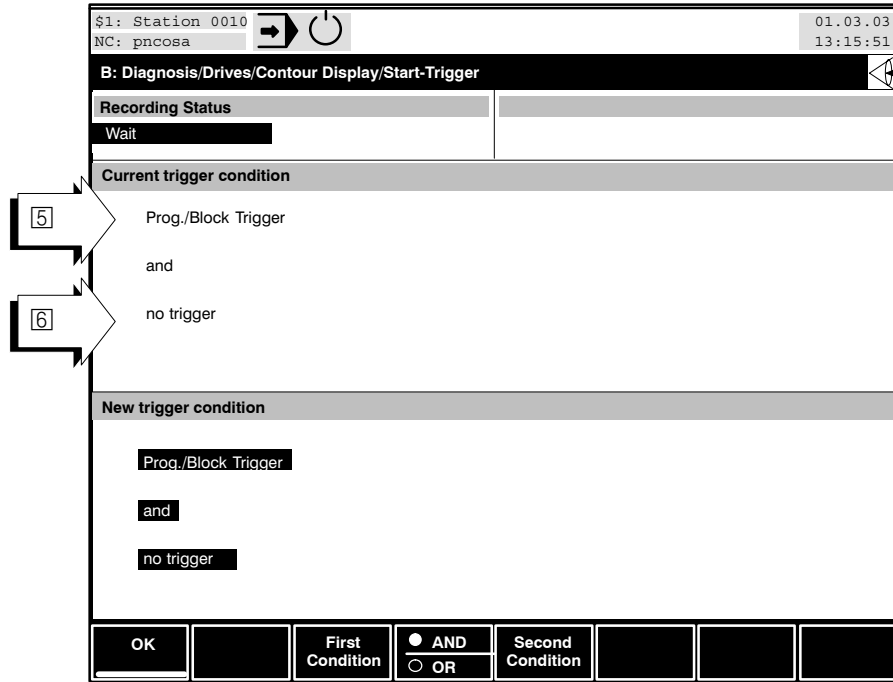 $1: Station 0010
NC: pncosa
01.03.03
13:15:51
B: Diagnosis/Drives/Contour Display/Start-Trigger
Recording Status
Wait
Current trigger condition
5
Prog./Block Trigger
and
6
no trigger
New trigger condition
Prog./Block Trigger
and
no trigger
OK
First
Condition
AND
OR
Second
Condition